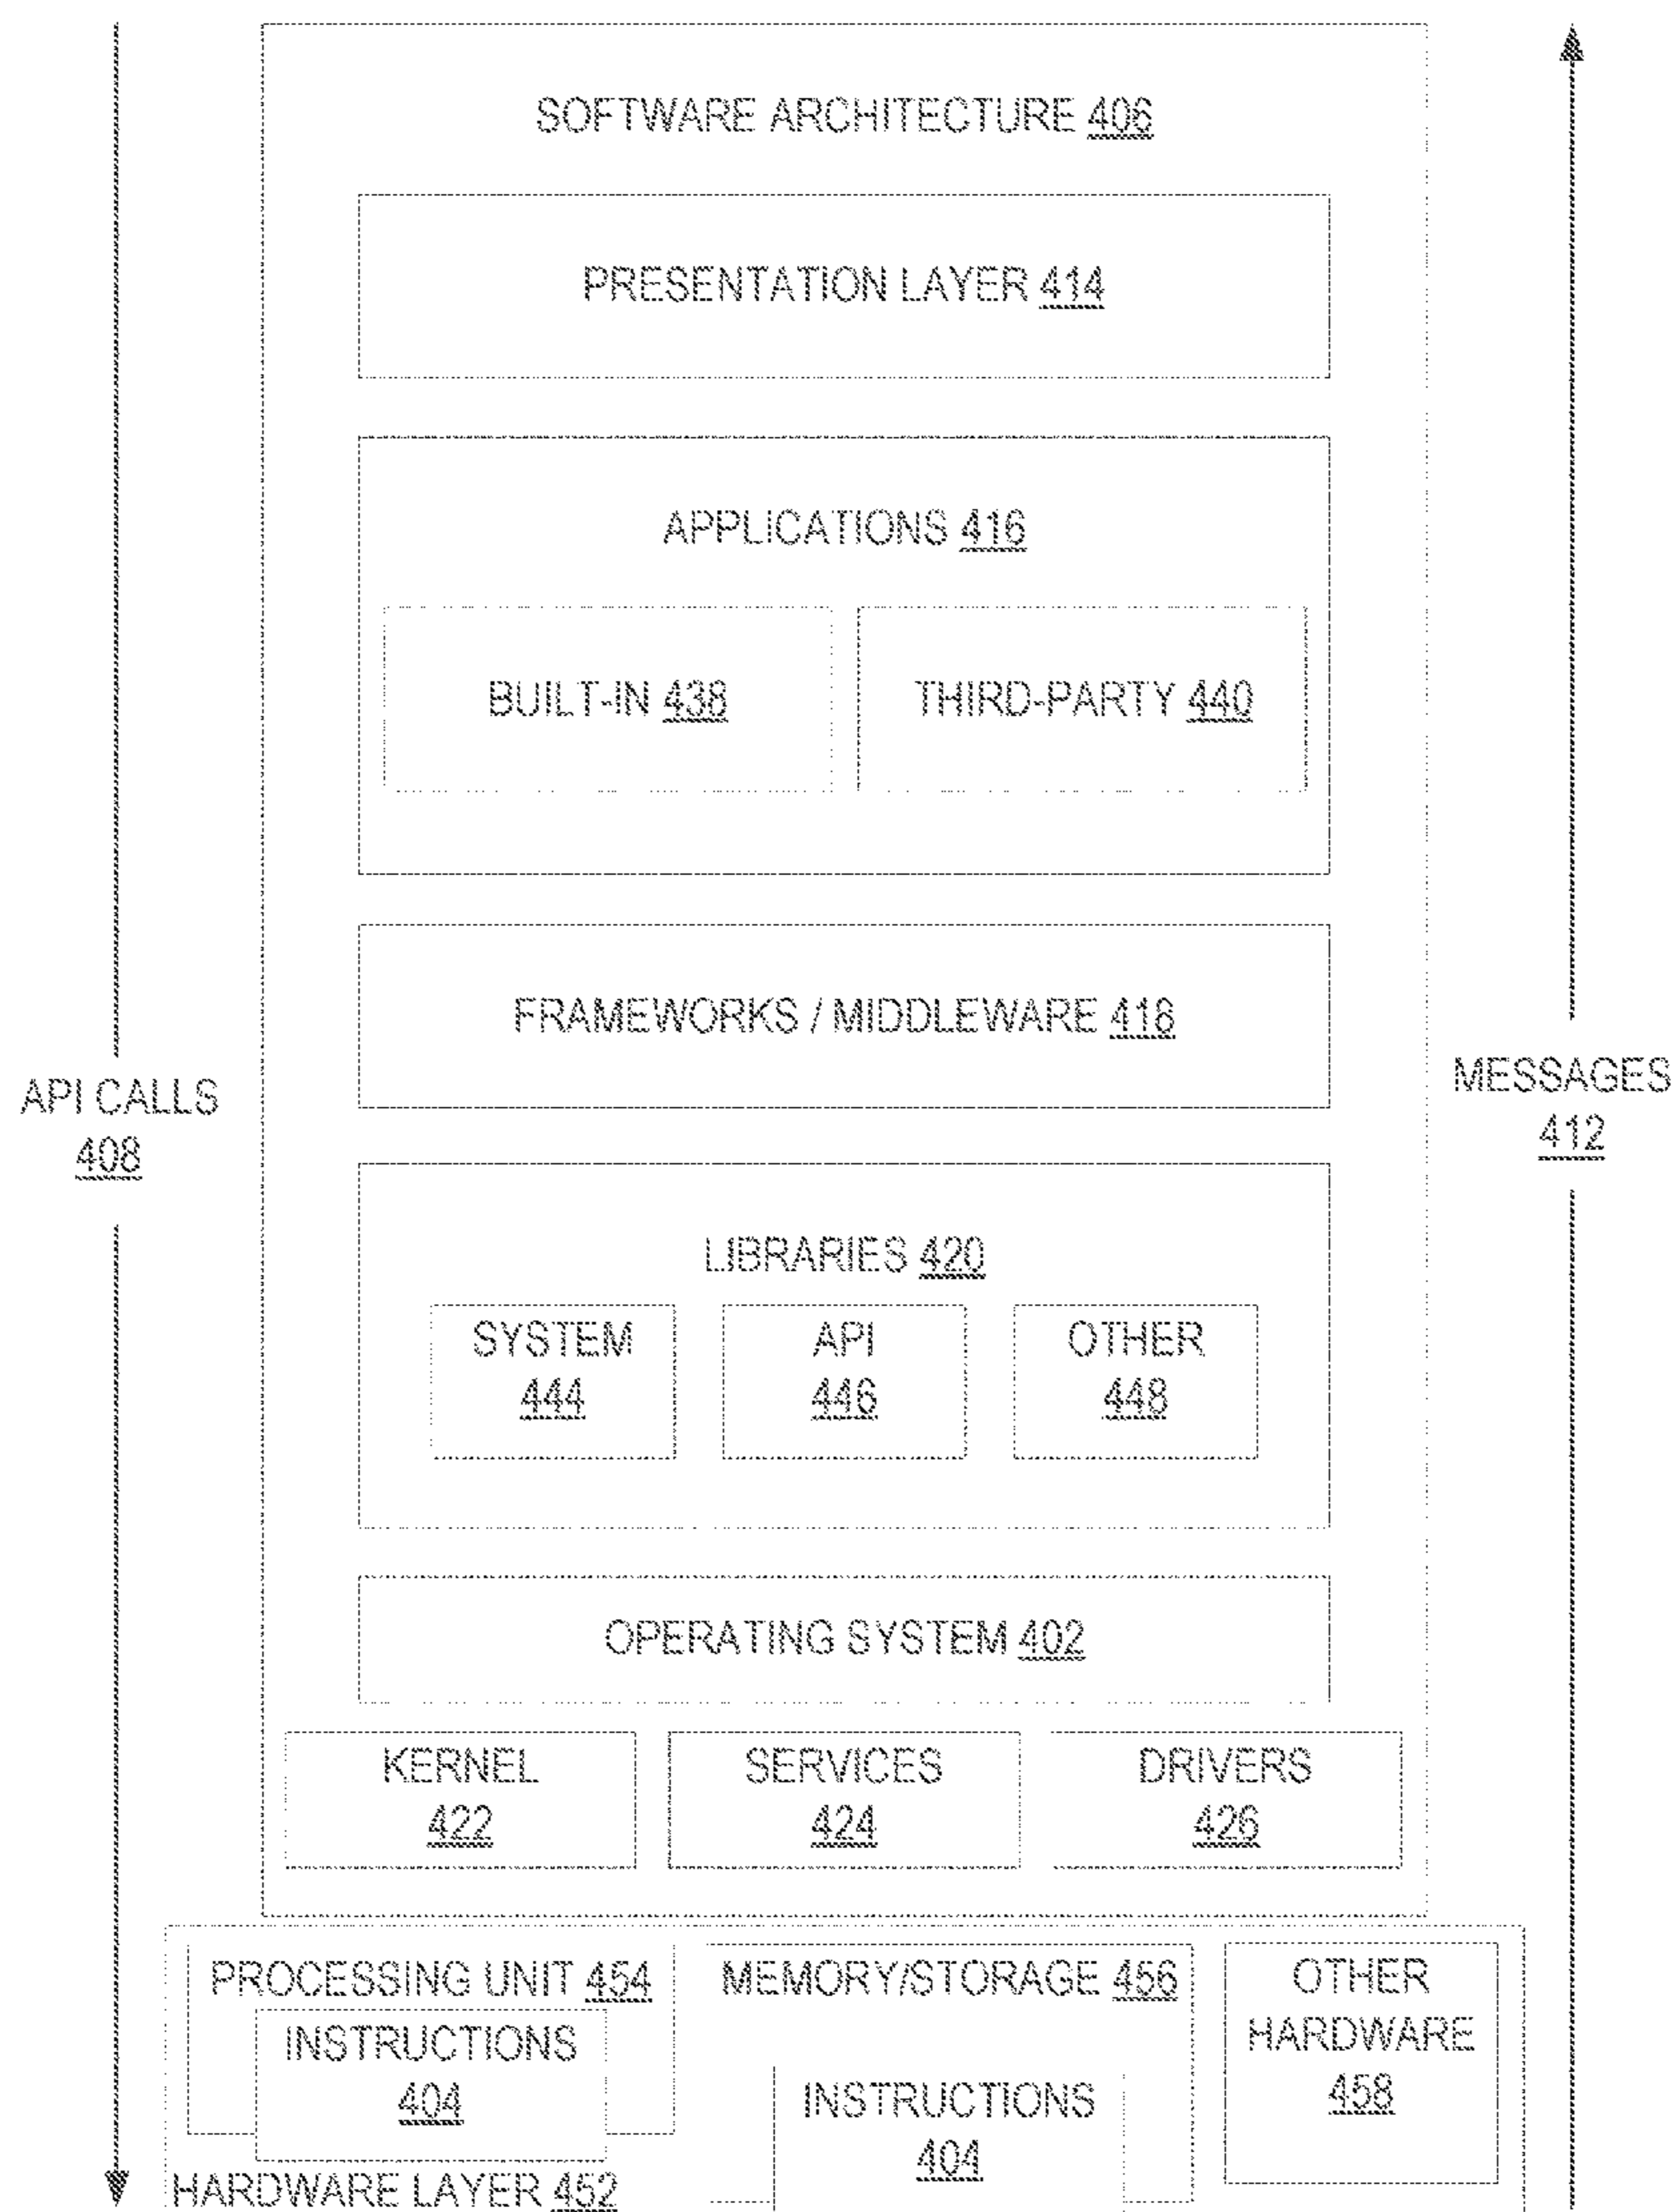 SOFTWARE ARCHITECTURE 406
PRESENTATION LAYER 414
APPLICATIONS 416
BUILT-IN 438
THIRD-PARTY 440
FRAMEWORKS / MIDDLEWARE 418
API CALLS
408
MESSAGES
412
LIBRARIES 420
SYSTEM
444
API
446
OTHER
448
OPERATING SYSTEM 402
KERNEL
422
SERVICES
424
DRIVERS
426
PROCESSING UNIT 454
INSTRUCTIONS
404
MEMORY/STORAGE 456
INSTRUCTIONS
404
OTHER
HARDWARE
458
HARDWARE LAYER 452